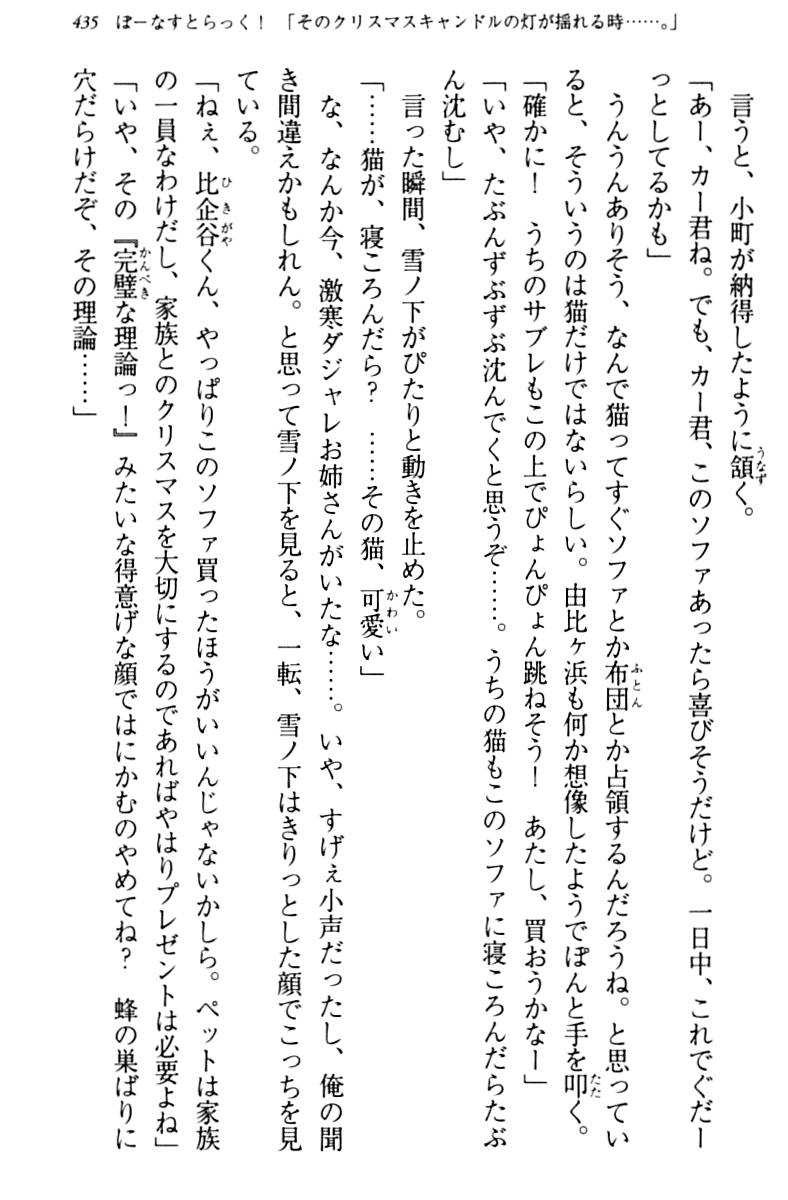 435　ぼーなすとらっく！　「そのクリスマスキャンドルの灯が揺れる時……。」
　言うと、小町が納得したように頷く。
「あー、カー君ね。でも、カー君、このソファあったら喜びそうだけど。一日中、これでぐだー
っとしてるかも」
　うんうんありそう、なんで猫ってすぐソファとか布団とか占領するんだろうね。と思ってい
ると、そういうのは猫だけではないらしい。由比ヶ浜も何か想像したようでぽんと手を叩く。
「確かに！　うちのサブレもこの上でぴょんぴょん跳ねそう！　あたし、買おうかなー」
「いや、たぶんずぶずぶ沈んでくと思うぞ……。うちの猫もこのソファに寝ころんだらたぶ
ん沈むし」
　言った瞬間、雪ノ下がぴたりと動きを止めた。
「……猫が、寝ころんだら？　……その猫、可愛い」
　な、なんか今、激寒ダジャレお姉さんがいたな……。いや、すげぇ小声だったし、俺の聞
き間違えかもしれん。と思って雪ノ下を見ると、一転、雪ノ下はきりっとした顔でこっちを見
ている。
「ねぇ、比企谷くん、やっぱりこのソファ買ったほうがいいんじゃないかしら。ペットは家族
の一員なわけだし、家族とのクリスマスを大切にするのであればやはりプレゼントは必要よね」
「いや、その『完璧な理論っ！』みたいな得意げな顔ではにかむのやめてね？　蜂の巣ばりに
穴だらけだぞ、その理論……」